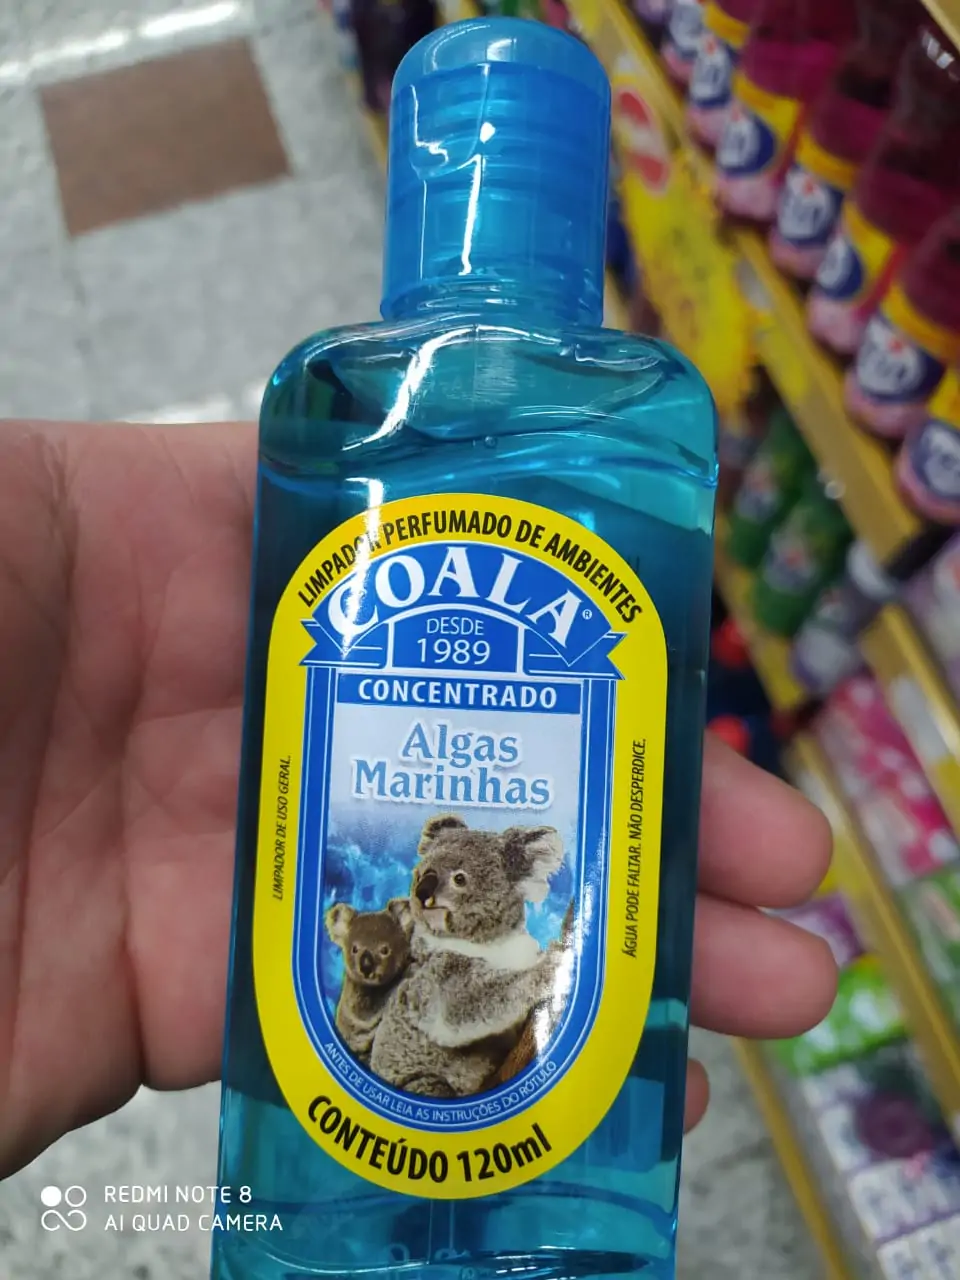 LIMPADOR PERFUMADO DE AMBIENTES
COALA®
DESDE
1989
CONCENTRADO
Algas
Marinhas
LIMPADOR DE USO GERAL.
ÁGUA PODE FALTAR. NÃO DESPERDICE.
ANTES DE USAR LEIA AS INSTRUÇÕES DO RÓTULO
CONTEÚDO 120ml
REDMI NOTE 8
AI QUAD CAMERA